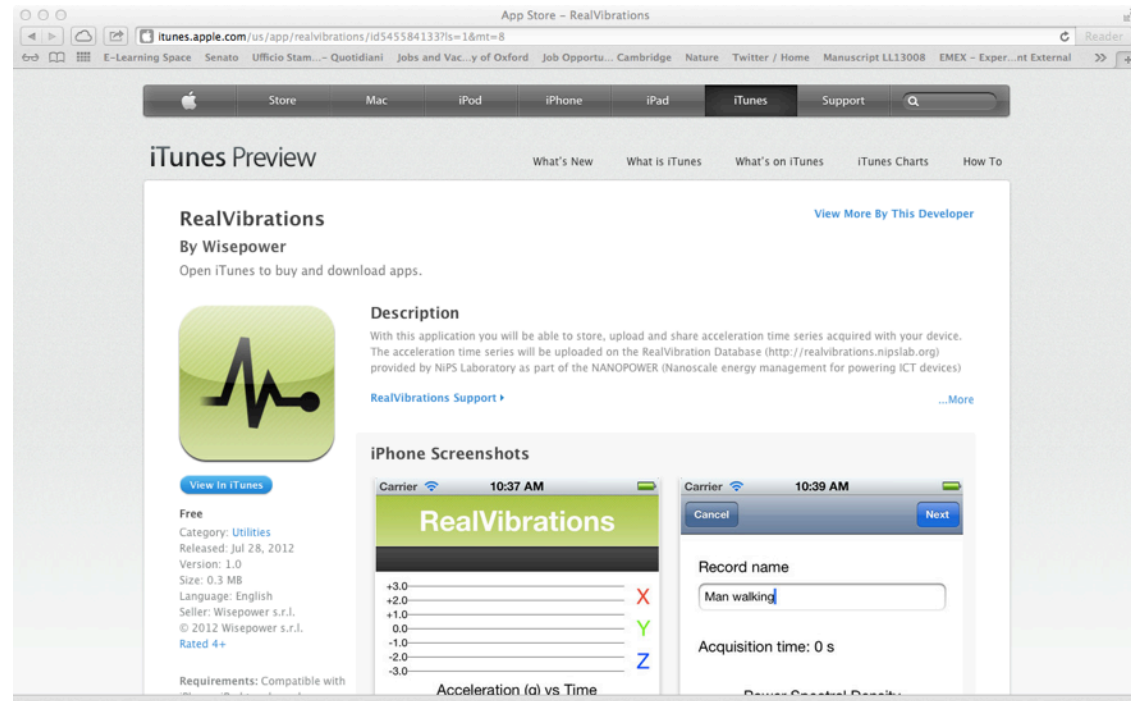 App Store – RealVibrations
itunes.apple.com/us/app/realvibrations/id545584133?ls=1&mt=8
Reader
E-Learning Space Senato Ufficio Stam...– Quotidiani Jobs and Vac...y of Oxford Job Opportu... Cambridge Nature Twitter / Home Manuscript LL13008 EMEX – Exper...nt External >> +
Store Mac iPod iPhone iPad iTunes Support
iTunes Preview
What's New What is iTunes What's on iTunes iTunes Charts How To
RealVibrations
View More By This Developer
By Wisepower
Open iTunes to buy and download apps.
Description
With this application you will be able to store, upload and share acceleration time series acquired with your device.
The acceleration time series will be uploaded on the RealVibration Database (http://realvibrations.nipslab.org)
provided by NiPS Laboratory as part of the NANOPOWER (Nanoscale energy management for powering ICT devices)
RealVibrations Support
...More
View In iTunes
Free
Category: Utilities
Released: Jul 28, 2012
Version: 1.0
Size: 0.3 MB
Language: English
Seller: Wisepower s.r.l.
© 2012 Wisepower s.r.l.
Rated 4+
Requirements: Compatible with
iPhone Screenshots
Carrier 10:37 AM
RealVibrations
+3.0
+2.0
+1.0
0.0
-1.0
-2.0
-3.0
X
Y
Z
Acceleration (g) vs Time
Carrier 10:39 AM
Cancel Next
Record name
Man walking
Acquisition time: 0 s
Power Spectral Density